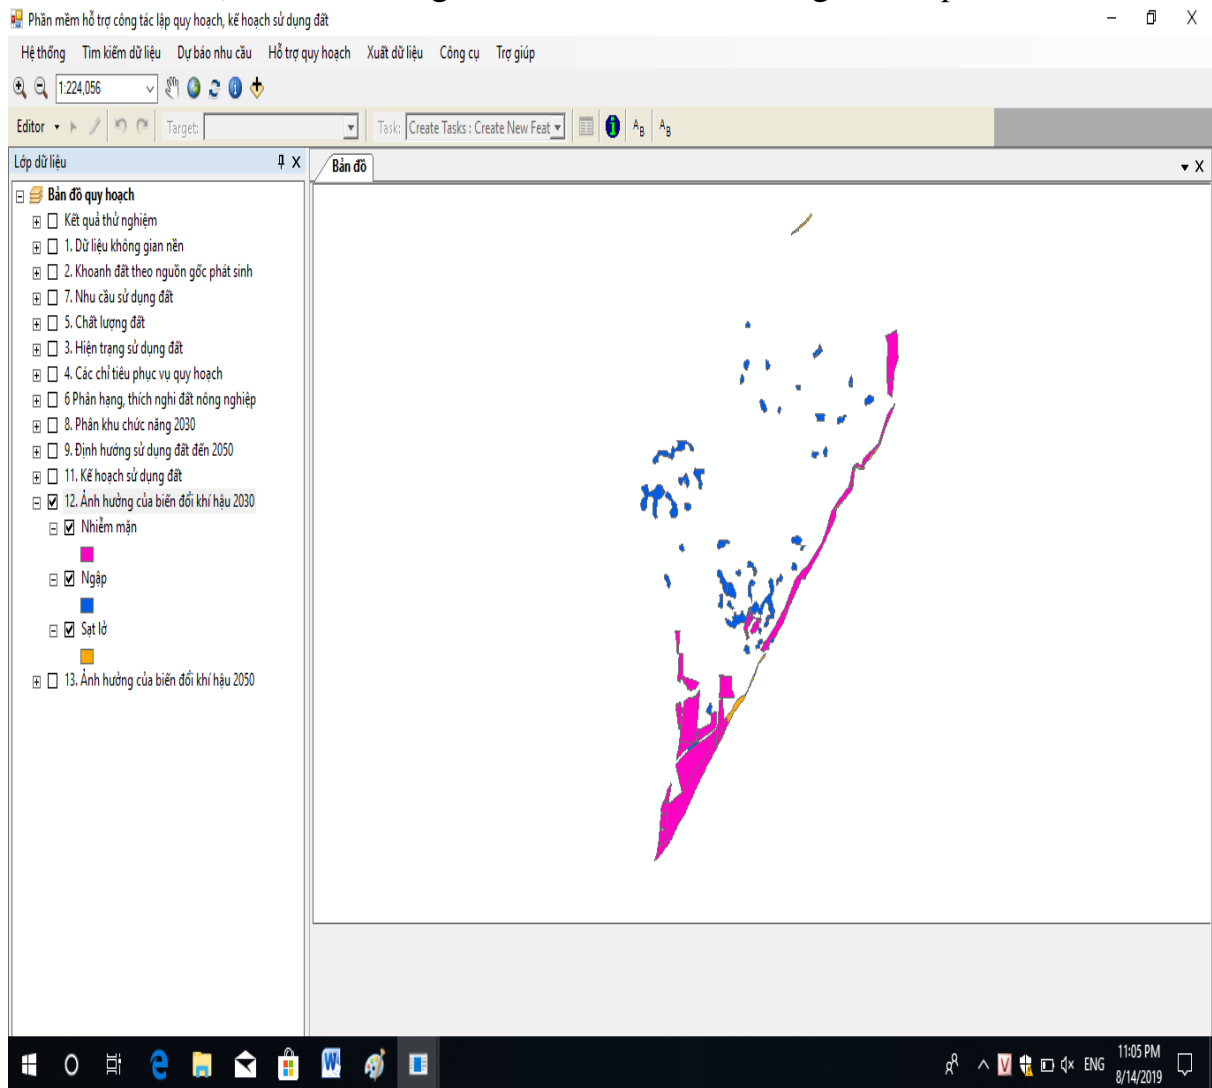 Phần mềm hỗ trợ công tác lập quy hoạch, kế hoạch sử dụng đất
Hệ thống Tìm kiếm dữ liệu Dự báo nhu cầu Hỗ trợ quy hoạch Xuất dữ liệu Công cụ Trợ giúp
1:224,056
Editor Target: Task: Create Tasks : Create New Feat AB AB
Lớp dữ liệu
Bản đồ
Bản đồ quy hoạch
Kết quả thử nghiệm
1. Dữ liệu không gian nền
2. Khoanh đất theo nguồn gốc phát sinh
7. Nhu cầu sử dụng đất
5. Chất lượng đất
3. Hiện trạng sử dụng đất
4. Các chỉ tiêu phục vụ quy hoạch
6 Phân hạng, thích nghi đất nông nghiệp
8. Phân khu chức năng 2030
9. Định hướng sử dụng đất đến 2050
11. Kế hoạch sử dụng đất
12. Ảnh hưởng của biến đổi khí hậu 2030
Nhiễm mặn
Ngập
Sạt lở
13. Ảnh hưởng của biến đổi khí hậu 2050
ENG
11:05 PM
8/14/2019